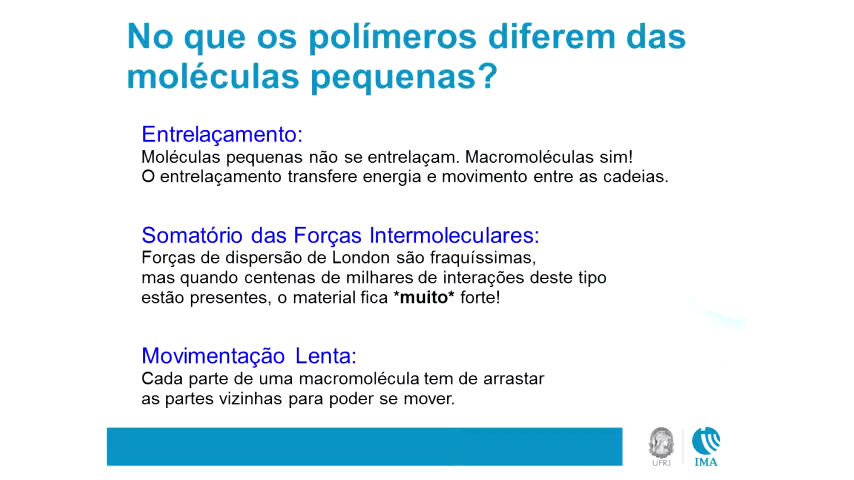 No que os polímeros diferem das
moléculas pequenas?
Entrelaçamento:
Moléculas pequenas não se entrelaçam. Macromoléculas sim!
O entrelaçamento transfere energia e movimento entre as cadeias.
Somatório das Forças Intermoleculares:
Forças de dispersão de London são fraquíssimas,
mas quando centenas de milhares de interações deste tipo
estão presentes, o material fica *muito* forte!
Movimentação Lenta:
Cada parte de uma macromolécula tem de arrastar
as partes vizinhas para poder se mover.
UFRJ
IMA